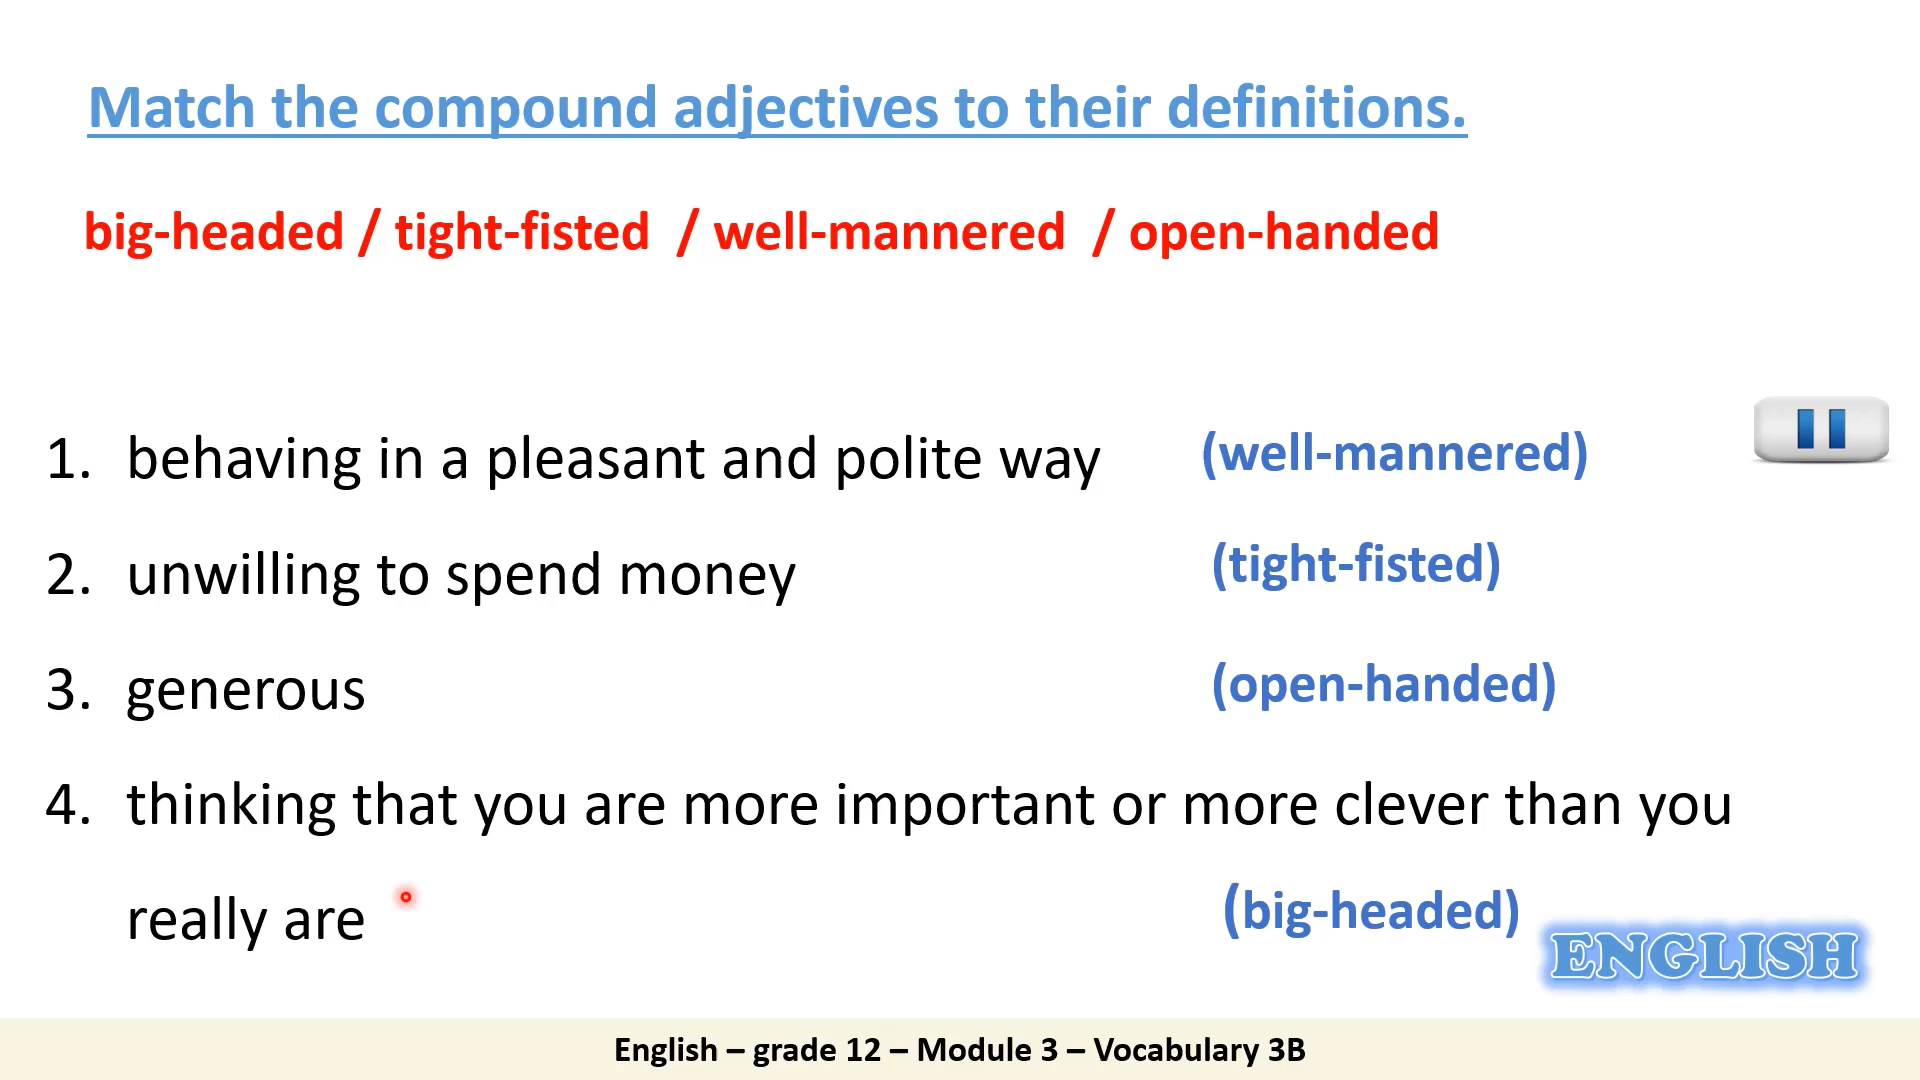 Match the compound adjectives to their definitions.
big-headed / tight-fisted / well-mannered / open-handed
1. behaving in a pleasant and polite way (well-mannered)
2. unwilling to spend money (tight-fisted)
3. generous (open-handed)
4. thinking that you are more important or more clever than you
really are (big-headed)
ENGLISH
English – grade 12 – Module 3 – Vocabulary 3B